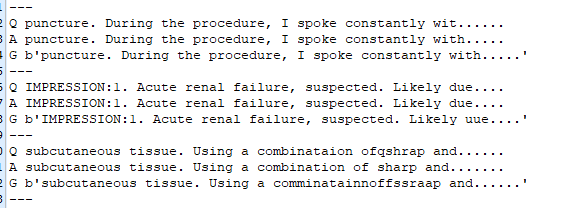 ---
Q puncture. During the procedure, I spoke constantly wit......
A puncture. During the procedure, I spoke constantly with.....
G b'puncture. During the procedure, I spoke constantly with.....'
---
Q IMPRESSION:1. Acute renal failure, suspected. Likely due....
A IMPRESSION:1. Acute renal failure, suspected. Likely due....
G b'IMPRESSION:1. Acute renal failure, suspected. Likely uue....'
---
Q subcutaneous tissue. Using a combinataion ofqshrap and......
A subcutaneous tissue. Using a combination of sharp and.......
G b'subcutaneous tissue. Using a comminatainnoffssraap and......'
---